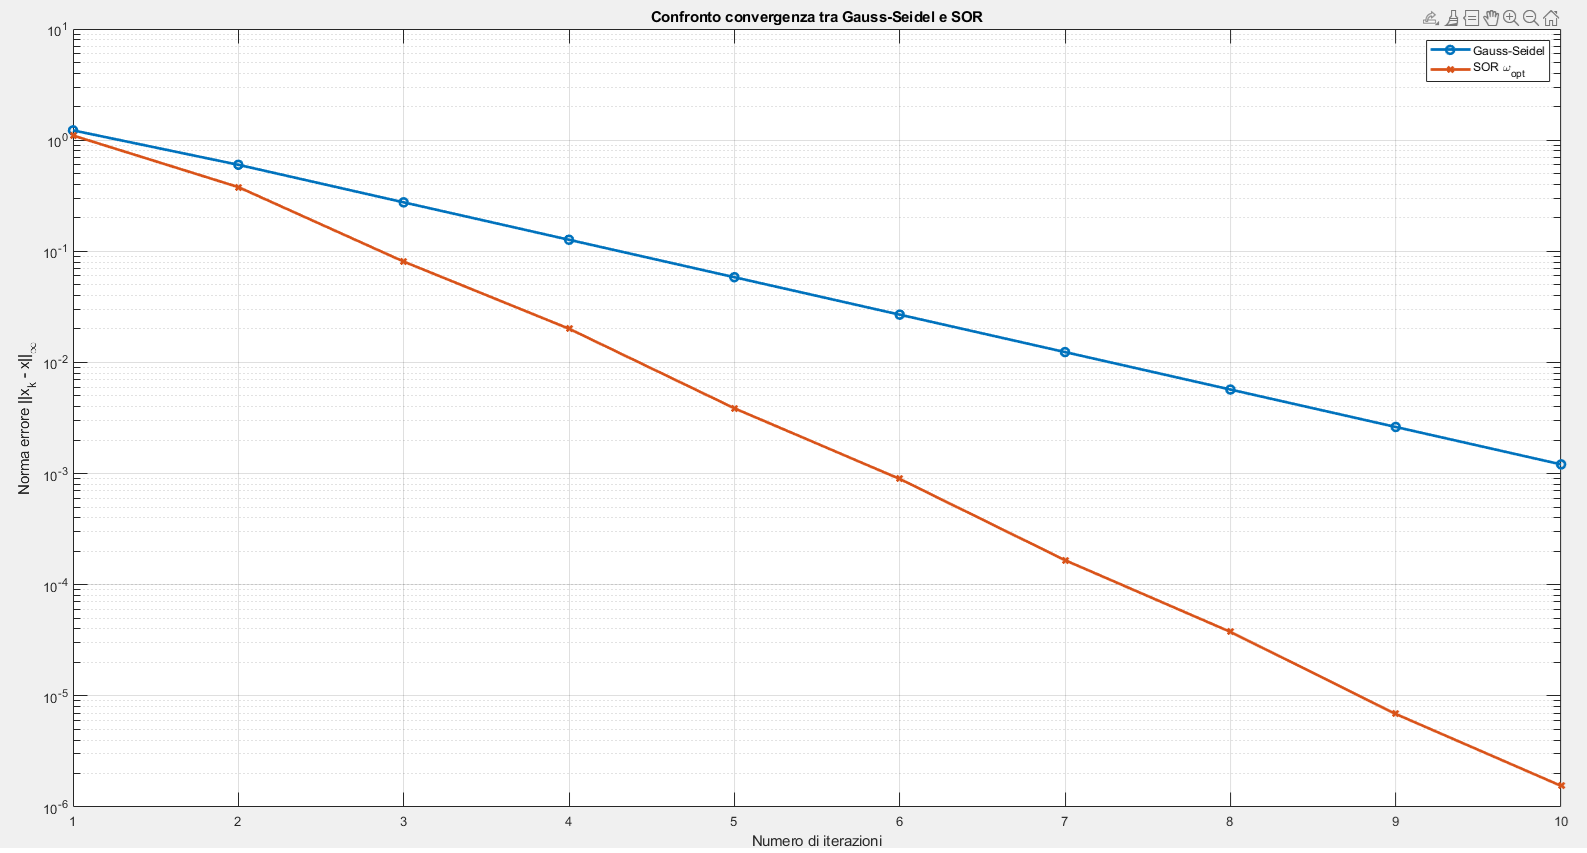 Confronto convergenza tra Gauss-Seidel e SOR
Gauss-Seidel
SOR ω_opt
Norma errore ||x_k - x||_∞
10^1
10^0
10^-1
10^-2
10^-3
10^-4
10^-5
10^-6
1 2 3 4 5 6 7 8 9 10
Numero di iterazioni